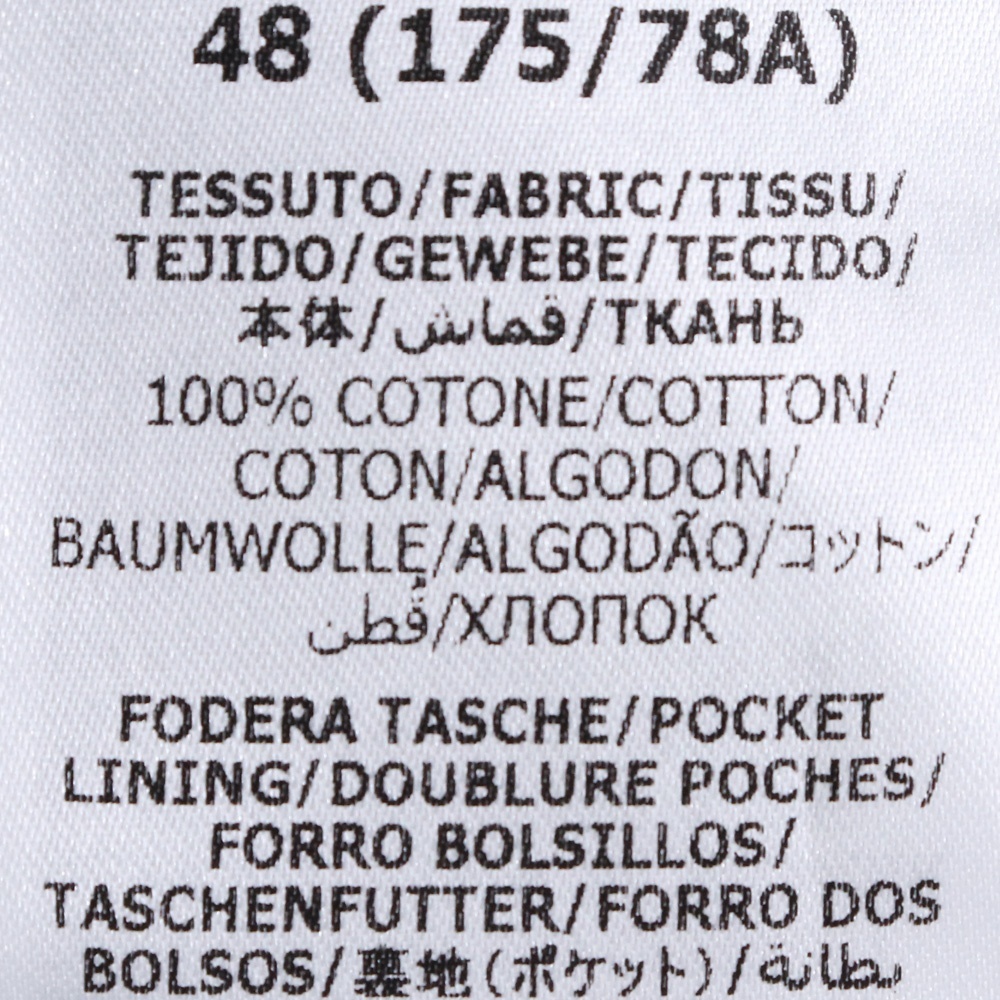 48 (175/78A)
TESSUTO/FABRIC/TISSU/
TEJIDO/GEWEBE/TECIDO/
本体/قماش/ТКАНЬ
100% COTONE/COTTON/
COTON/ALGODON/
BAUMWOLLE/ALGODÃO/コットン/
قُطن/ХЛОПОК
FODERA TASCHE/POCKET
LINING/DOUBLURE POCHES/
FORRO BOLSILLOS/
TASCHENFUTTER/FORRO DOS
BOLSOS/裏地(ポケット)/بطانة